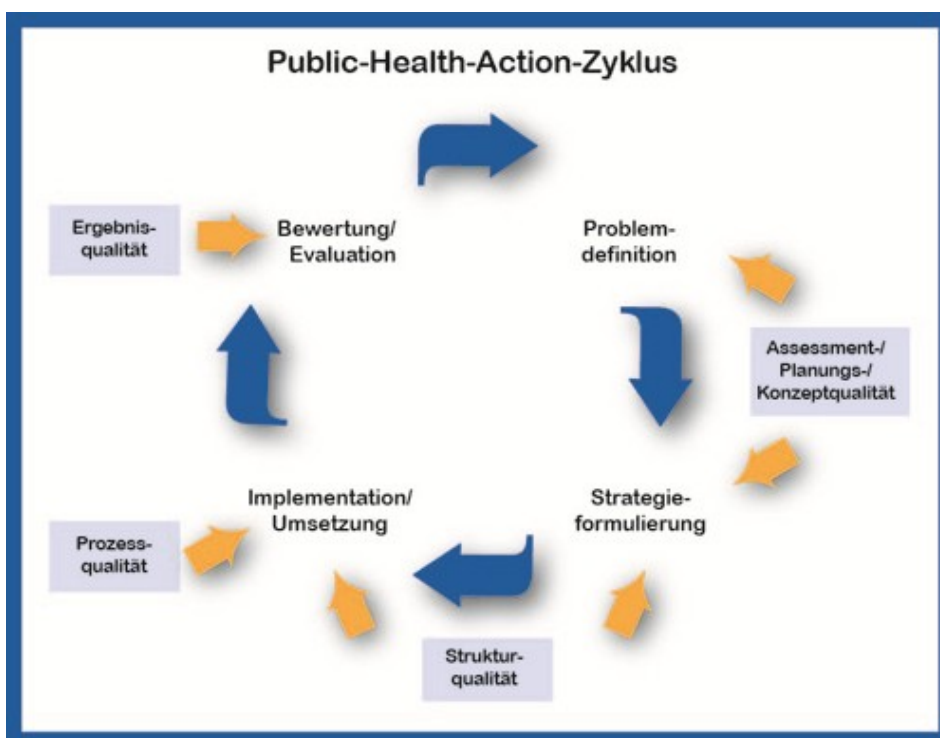 Public-Health-Action-Zyklus
Ergebnis-
qualität
Bewertung/
Evaluation
Problem-
definition
Assessment-/
Planungs-/
Konzeptqualität
Implementation/
Umsetzung
Strategie-
formulierung
Prozess-
qualität
Struktur-
qualität